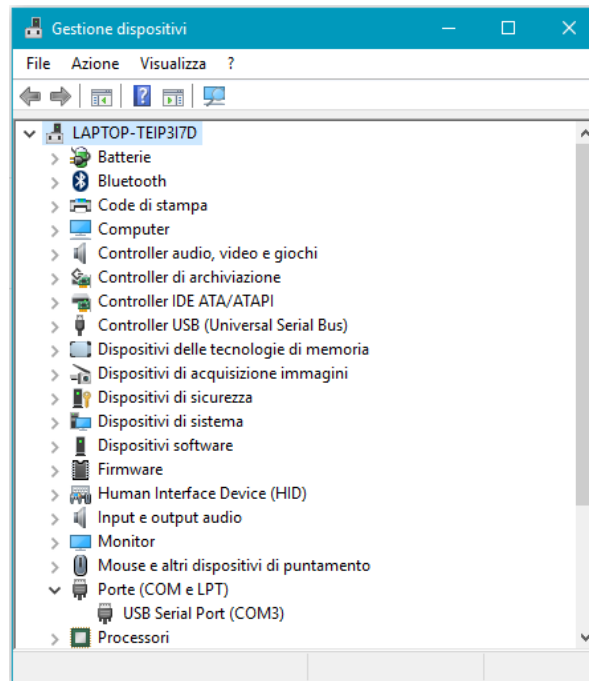 Gestione dispositivi
File Azione Visualizza ?
LAPTOP-TEIP3I7D
Batterie
Bluetooth
Code di stampa
Computer
Controller audio, video e giochi
Controller di archiviazione
Controller IDE ATA/ATAPI
Controller USB (Universal Serial Bus)
Dispositivi delle tecnologie di memoria
Dispositivi di acquisizione immagini
Dispositivi di sicurezza
Dispositivi di sistema
Dispositivi software
Firmware
Human Interface Device (HID)
Input e output audio
Monitor
Mouse e altri dispositivi di puntamento
Porte (COM e LPT)
USB Serial Port (COM3)
Processori